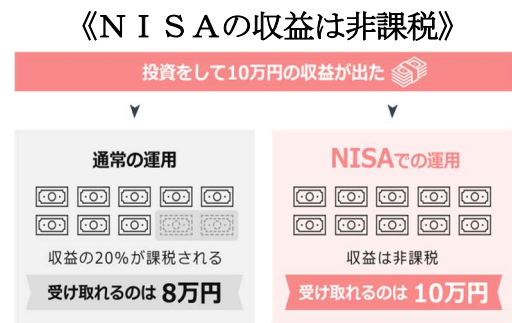 《ＮＩＳＡの収益は非課税》
投資をして10万円の収益が出た
通常の運用
収益の20%が課税される
受け取れるのは 8万円
NISAでの運用
収益は非課税
受け取れるのは 10万円